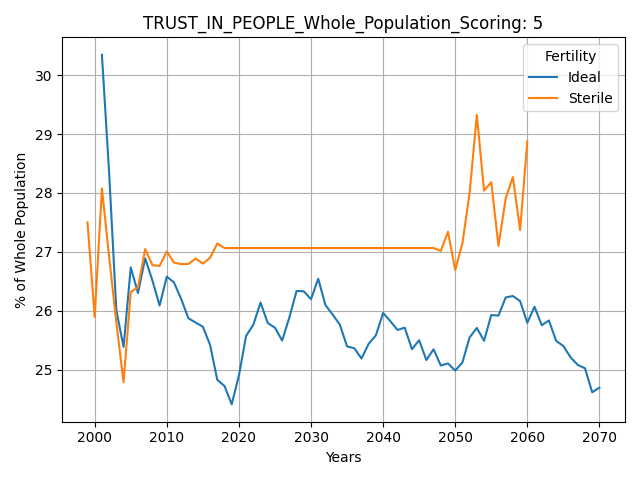 TRUST_IN_PEOPLE_Whole_Population_Scoring: 5
Fertility
Ideal
Sterile
% of Whole Population
30
29
28
27
26
25
2000 2010 2020 2030 2040 2050 2060 2070
Years